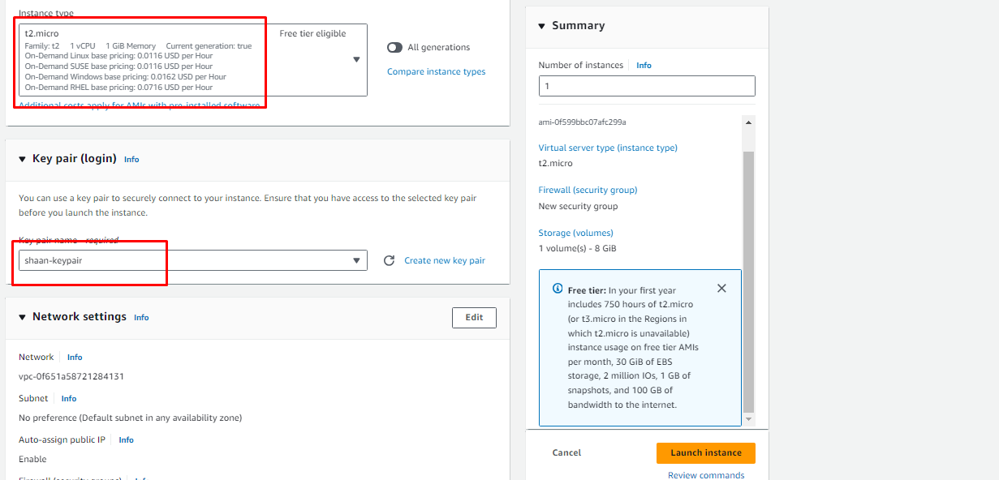 Instance type
t2.micro Free tier eligible
Family: t2 1 vCPU 1 GiB Memory Current generation: true
On-Demand Linux base pricing: 0.0116 USD per Hour
On-Demand SUSE base pricing: 0.0116 USD per Hour
On-Demand Windows base pricing: 0.0162 USD per Hour
On-Demand RHEL base pricing: 0.0716 USD per Hour
All generations
Compare instance types
Additional costs apply for AMIs with pre-installed software
Key pair (login) Info
You can use a key pair to securely connect to your instance. Ensure that you have access to the selected key pair
before you launch the instance.
Key pair name - required
shaan-keypair
Create new key pair
Network settings Info
Edit
Network Info
vpc-0f651a58721284131
Subnet Info
No preference (Default subnet in any availability zone)
Auto-assign public IP Info
Enable
Firewall (security groups) Info
Summary
Number of instances Info
1
ami-0f599bbc07afc299a
Virtual server type (instance type)
t2.micro
Firewall (security group)
New security group
Storage (volumes)
1 volume(s) - 8 GiB
Free tier: In your first year
includes 750 hours of t2.micro
(or t3.micro in the Regions in
which t2.micro is unavailable)
instance usage on free tier AMIs
per month, 30 GiB of EBS
storage, 2 million IOs, 1 GB of
snapshots, and 100 GB of
bandwidth to the internet.
Cancel
Launch instance
Review commands